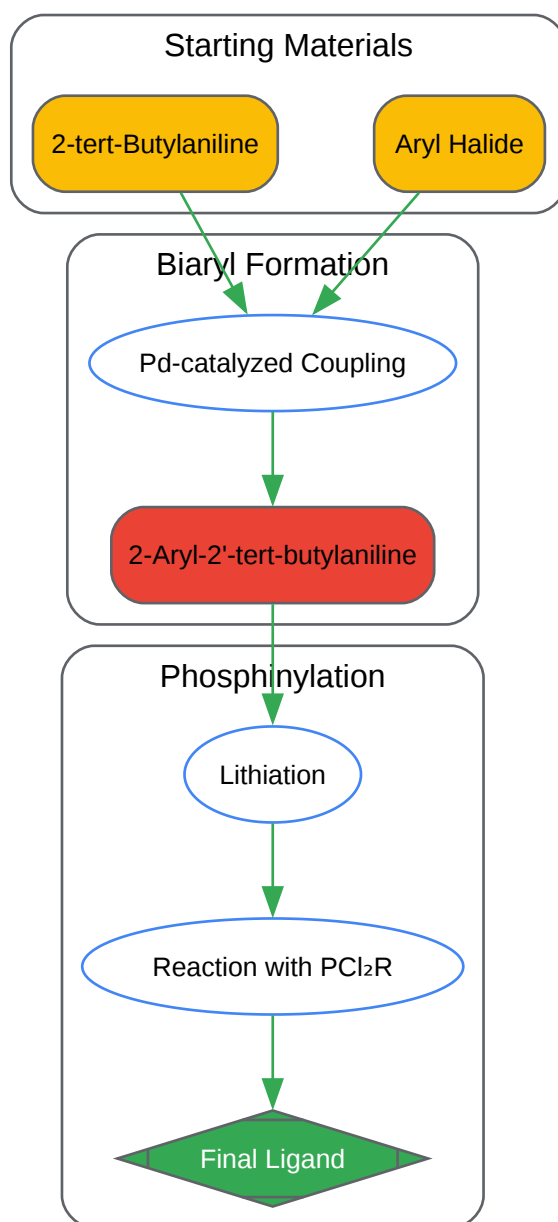 Starting Materials
2-tert-Butylaniline
Aryl Halide
Biaryl Formation
Pd-catalyzed Coupling
2-Aryl-2'-tert-butylaniline
Phosphinylation
Lithiation
Reaction with PCl₂R
Final Ligand